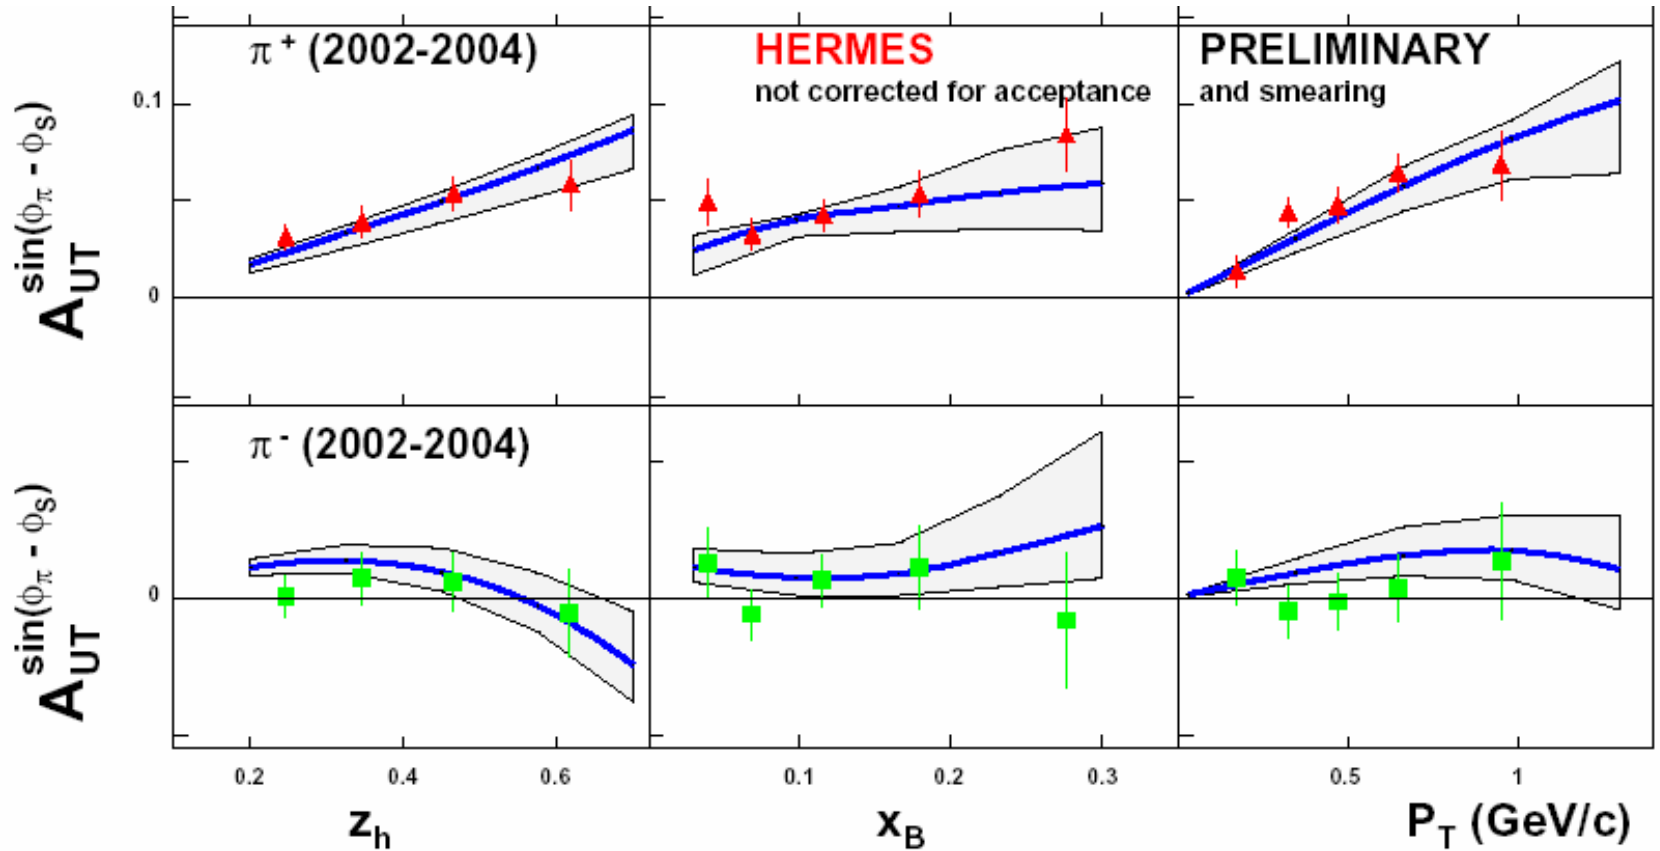 π+ (2002-2004)
HERMES
PRELIMINARY
not corrected for acceptance
and smearing
A_UT^sin(ϕπ - ϕS)
0.1
0
π- (2002-2004)
A_UT^sin(ϕπ - ϕS)
0
0.2 0.4 0.6 0.1 0.2 0.3 0.5 1
z_h x_B P_T (GeV/c)